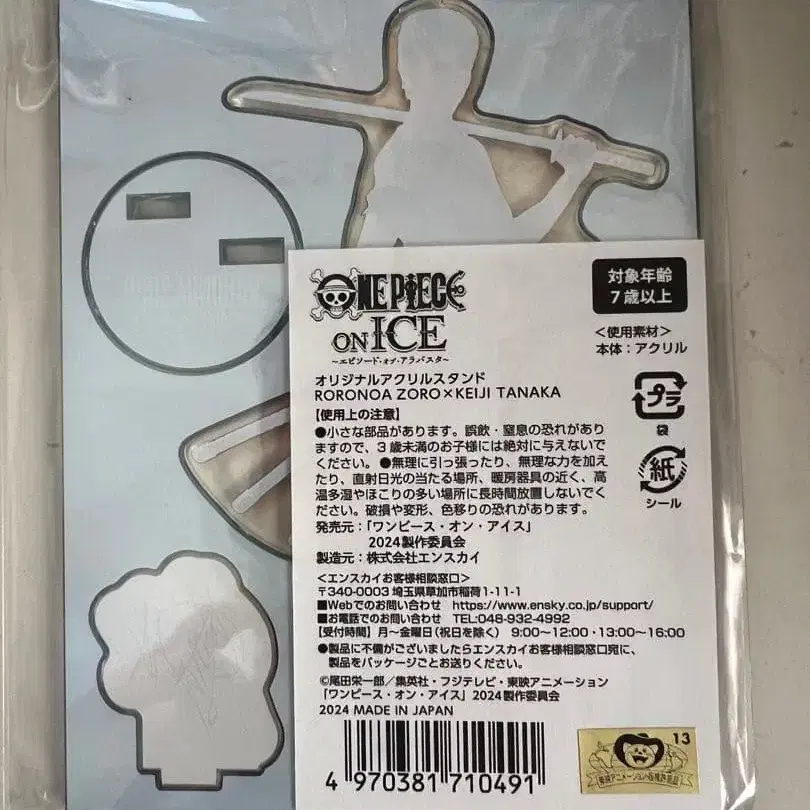 ONE PIECE
ON ICE
～エピソード・オブ・アラバスタ～
対象年齢
7歳以上
＜使用素材＞
本体：アクリル
プラ
袋
紙
シール
オリジナルアクリルスタンド
RORONOA ZORO×KEIJI TANAKA
【使用上の注意】
●小さな部品があります。誤飲・窒息の恐れがあり
ますので、3歳未満のお子様には絶対に与えないで
ください。●無理に引っ張ったり、無理な力を加え
たり、直射日光の当たる場所、暖房器具の近く、高
温多湿やほこりの多い場所に長時間放置しないでく
ださい。破損や変形、色移りの恐れがあります。
発売元：「ワンピース・オン・アイス」
2024製作委員会
製造元：株式会社エンスカイ
＜エンスカイお客様相談窓口＞
〒340-0003 埼玉県草加市稲荷1-11-1
■Webでのお問い合わせ https://www.ensky.co.jp/support/
■お電話でのお問い合わせ TEL:048-932-4992
【受付時間】月～金曜日（祝日を除く） 9:00～12:00・13:00～16:00
●製品に不備がございましたらエンスカイお客様相談窓口宛に、
製品をパッケージごとお送りください。
©尾田栄一郎／集英社・フジテレビ・東映アニメーション
「ワンピース・オン・アイス」2024製作委員会
2024 MADE IN JAPAN
4 970381 710491
13